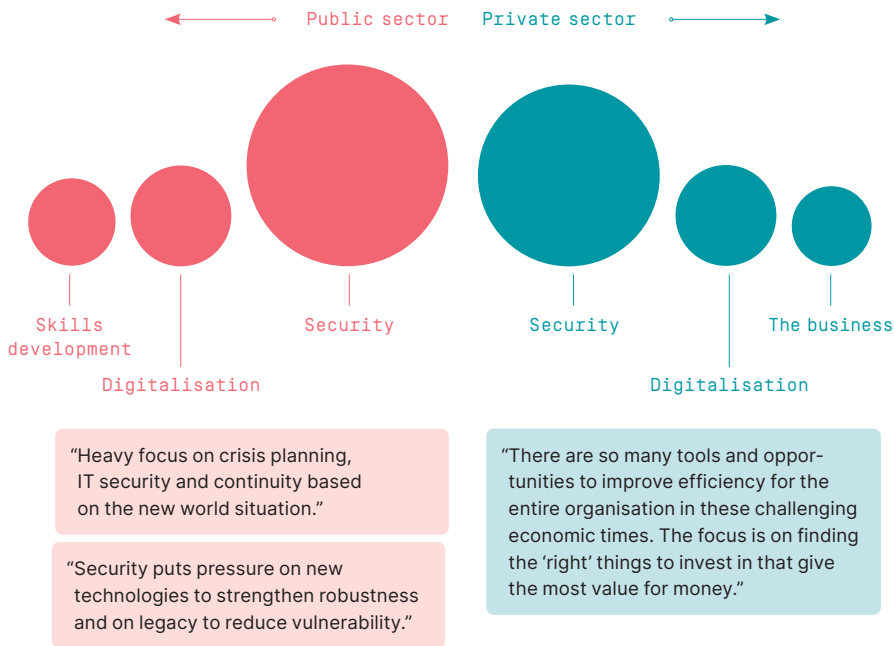 Public sector
Private sector
Skills
development
Digitalisation
Security
Security
Digitalisation
The business
“Heavy focus on crisis planning,
IT security and continuity based
on the new world situation.”
“Security puts pressure on new
technologies to strengthen robustness
and on legacy to reduce vulnerability.”
“There are so many tools and oppor-
tunities to improve efficiency for the
entire organisation in these challenging
economic times. The focus is on finding
the ‘right’ things to invest in that give
the most value for money.”